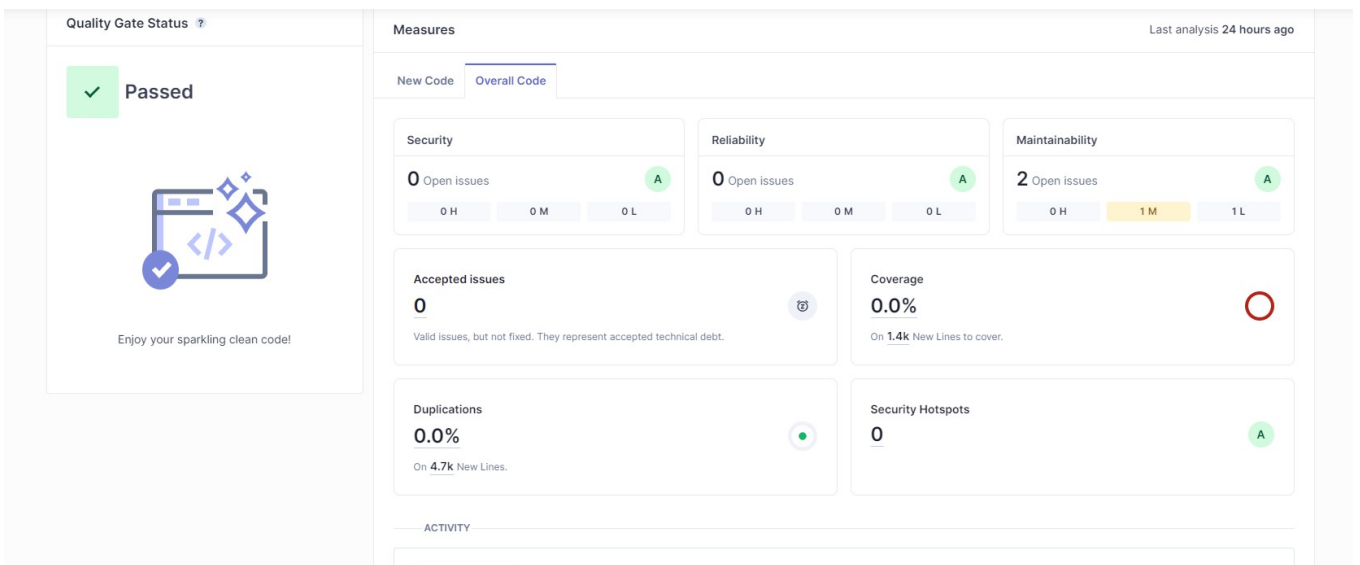 Quality Gate Status ?
Passed
Enjoy your sparkling clean code!
Measures
Last analysis 24 hours ago
New Code
Overall Code
Security
0 Open issues
A
0 H
0 M
0 L
Reliability
0 Open issues
A
0 H
0 M
0 L
Maintainability
2 Open issues
A
0 H
1 M
1 L
Accepted issues
0
Valid issues, but not fixed. They represent accepted technical debt.
Coverage
0.0%
On 1.4k New Lines to cover.
Duplications
0.0%
On 4.7k New Lines.
Security Hotspots
0
A
ACTIVITY